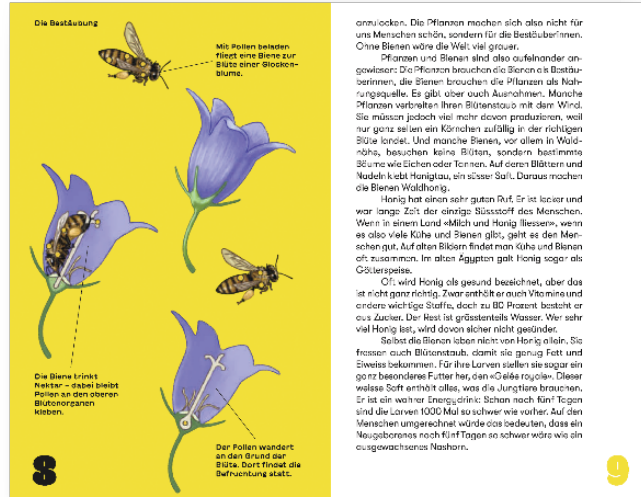 Die Bestäubung
Mit Pollen beladen
fliegt eine Biene zur
Blüte einer Glocken-
blume.
Die Biene trinkt
Nektar – dabei bleibt
Pollen an den oberen
Blütenorganen
kleben.
Der Pollen wandert
an den Grund der
Blüte. Dort findet die
Befruchtung statt.
8
anzulocken. Die Pflanzen machen sich also nicht für
uns Menschen schön, sondern für die Bestäuberinnen.
Ohne Bienen wäre die Welt viel grauer.
Pflanzen und Bienen sind also aufeinander an-
gewiesen: Die Pflanzen brauchen die Bienen als Bestäu-
berinnen, die Bienen brauchen die Pflanzen als Nah-
rungsquelle. Es gibt aber auch Ausnahmen. Manche
Pflanzen verbreiten ihren Blütenstaub mit dem Wind.
Sie müssen jedoch viel mehr davon produzieren, weil
nur ganz selten ein Körnchen zufällig in der richtigen
Blüte landet. Und manche Bienen, vor allem in Wald-
nähe, besuchen keine Blüten, sondern bestimmte
Bäume wie Eichen oder Tannen. Auf deren Blättern und
Nadeln klebt Honigtau, ein süsser Saft. Daraus machen
die Bienen Waldhonig.
Honig hat einen sehr guten Ruf. Er ist lecker und
war lange Zeit der einzige Süssstoff des Menschen.
Wenn in einem Land «Milch und Honig fliessen», wenn
es also viele Kühe und Bienen gibt, geht es den Men-
schen gut. Auf alten Bildern findet man Kühe und Bienen
oft zusammen. Im alten Ägypten galt Honig sogar als
Götterspeise.
Oft wird Honig als gesund bezeichnet, aber das
ist nicht ganz richtig. Zwar enthält er auch Vitamine und
andere wichtige Stoffe, doch zu 80 Prozent besteht er
aus Zucker. Der Rest ist grösstenteils Wasser. Wer sehr
viel Honig isst, wird davon sicher nicht gesünder.
Selbst die Bienen leben nicht von Honig allein. Sie
fressen auch Blütenstaub, damit sie genug Fett und
Eiweiss bekommen. Für ihre Larven stellen sie sogar ein
ganz besonderes Futter her, den «Gelée royale». Dieser
weisse Saft enthält alles, was die Jungtiere brauchen.
Er ist ein wahrer Energydrink: Schon nach fünf Tagen
sind die Larven 1000 Mal so schwer wie vorher. Auf den
Menschen umgerechnet würde das bedeuten, dass ein
Neugeborenes nach fünf Tagen so schwer wäre wie ein
ausgewachsenes Nashorn.
9